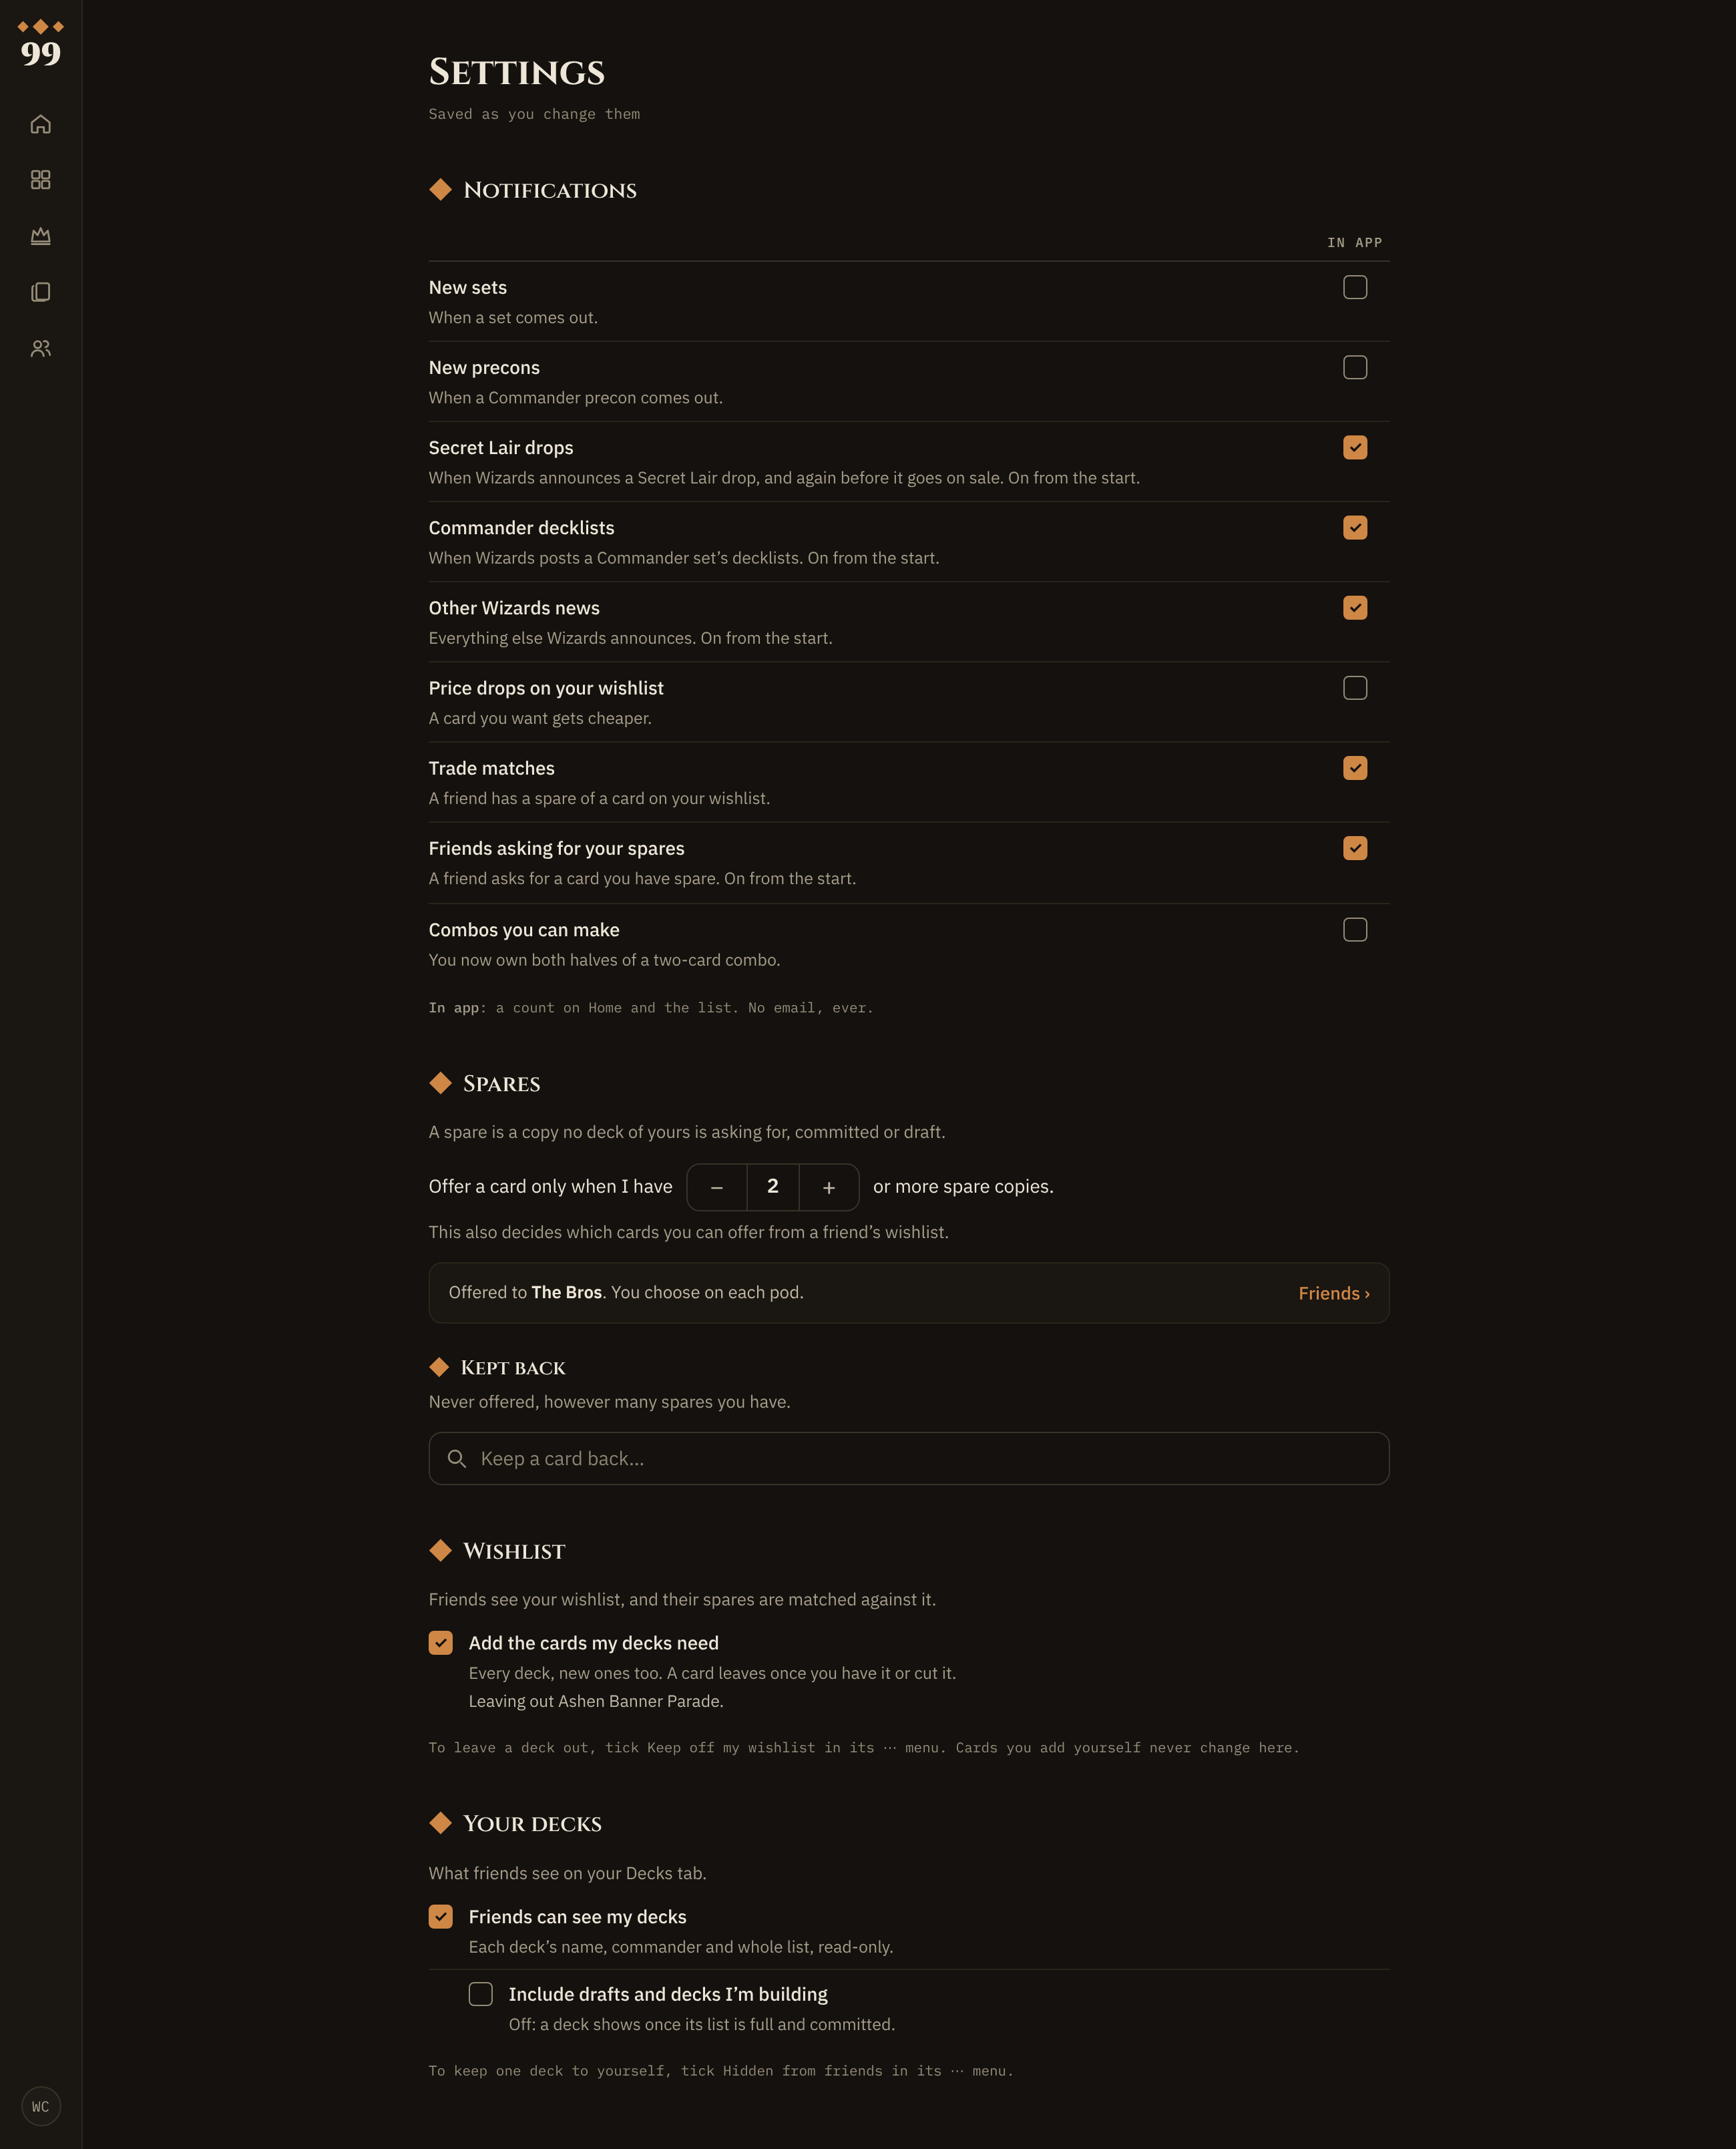 99
Settings
Saved as you change them
Notifications
IN APP
New sets
When a set comes out.
New precons
When a Commander precon comes out.
Secret Lair drops
When Wizards announces a Secret Lair drop, and again before it goes on sale. On from the start.
Commander decklists
When Wizards posts a Commander set’s decklists. On from the start.
Other Wizards news
Everything else Wizards announces. On from the start.
Price drops on your wishlist
A card you want gets cheaper.
Trade matches
A friend has a spare of a card on your wishlist.
Friends asking for your spares
A friend asks for a card you have spare. On from the start.
Combos you can make
You now own both halves of a two-card combo.
In app: a count on Home and the list. No email, ever.
Spares
A spare is a copy no deck of yours is asking for, committed or draft.
Offer a card only when I have − 2 + or more spare copies.
This also decides which cards you can offer from a friend’s wishlist.
Offered to The Bros. You choose on each pod. Friends ›
Kept back
Never offered, however many spares you have.
Keep a card back…
Wishlist
Friends see your wishlist, and their spares are matched against it.
Add the cards my decks need
Every deck, new ones too. A card leaves once you have it or cut it.
Leaving out Ashen Banner Parade.
To leave a deck out, tick Keep off my wishlist in its ⋯ menu. Cards you add yourself never change here.
Your decks
What friends see on your Decks tab.
Friends can see my decks
Each deck’s name, commander and whole list, read-only.
Include drafts and decks I’m building
Off: a deck shows once its list is full and committed.
To keep one deck to yourself, tick Hidden from friends in its ⋯ menu.
WC